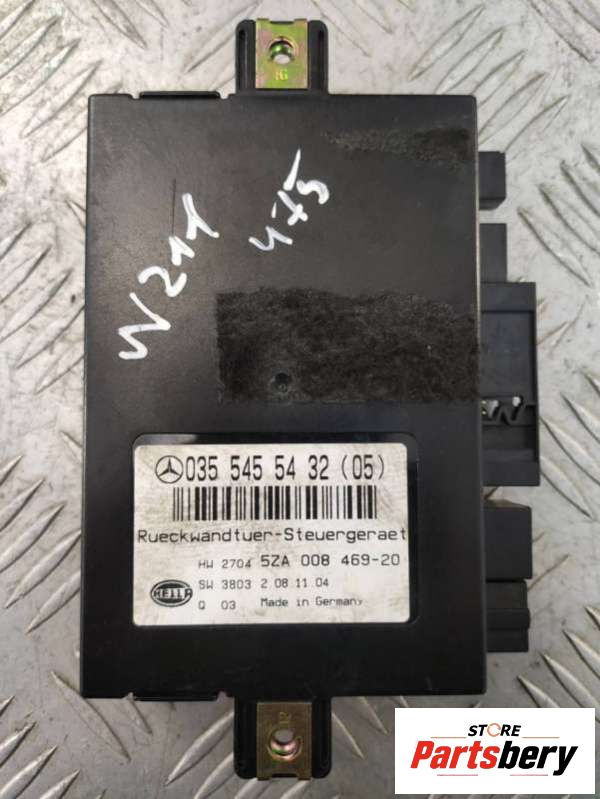 16
W211
475
035 545 54 32 (05)
Rueckwandtuer-Steuergeraet
HW 2704 5ZA 008 469-20
HELLA SW 3803 2 08.11.04
Q 03 Made in Germany
STORE
Partsbery